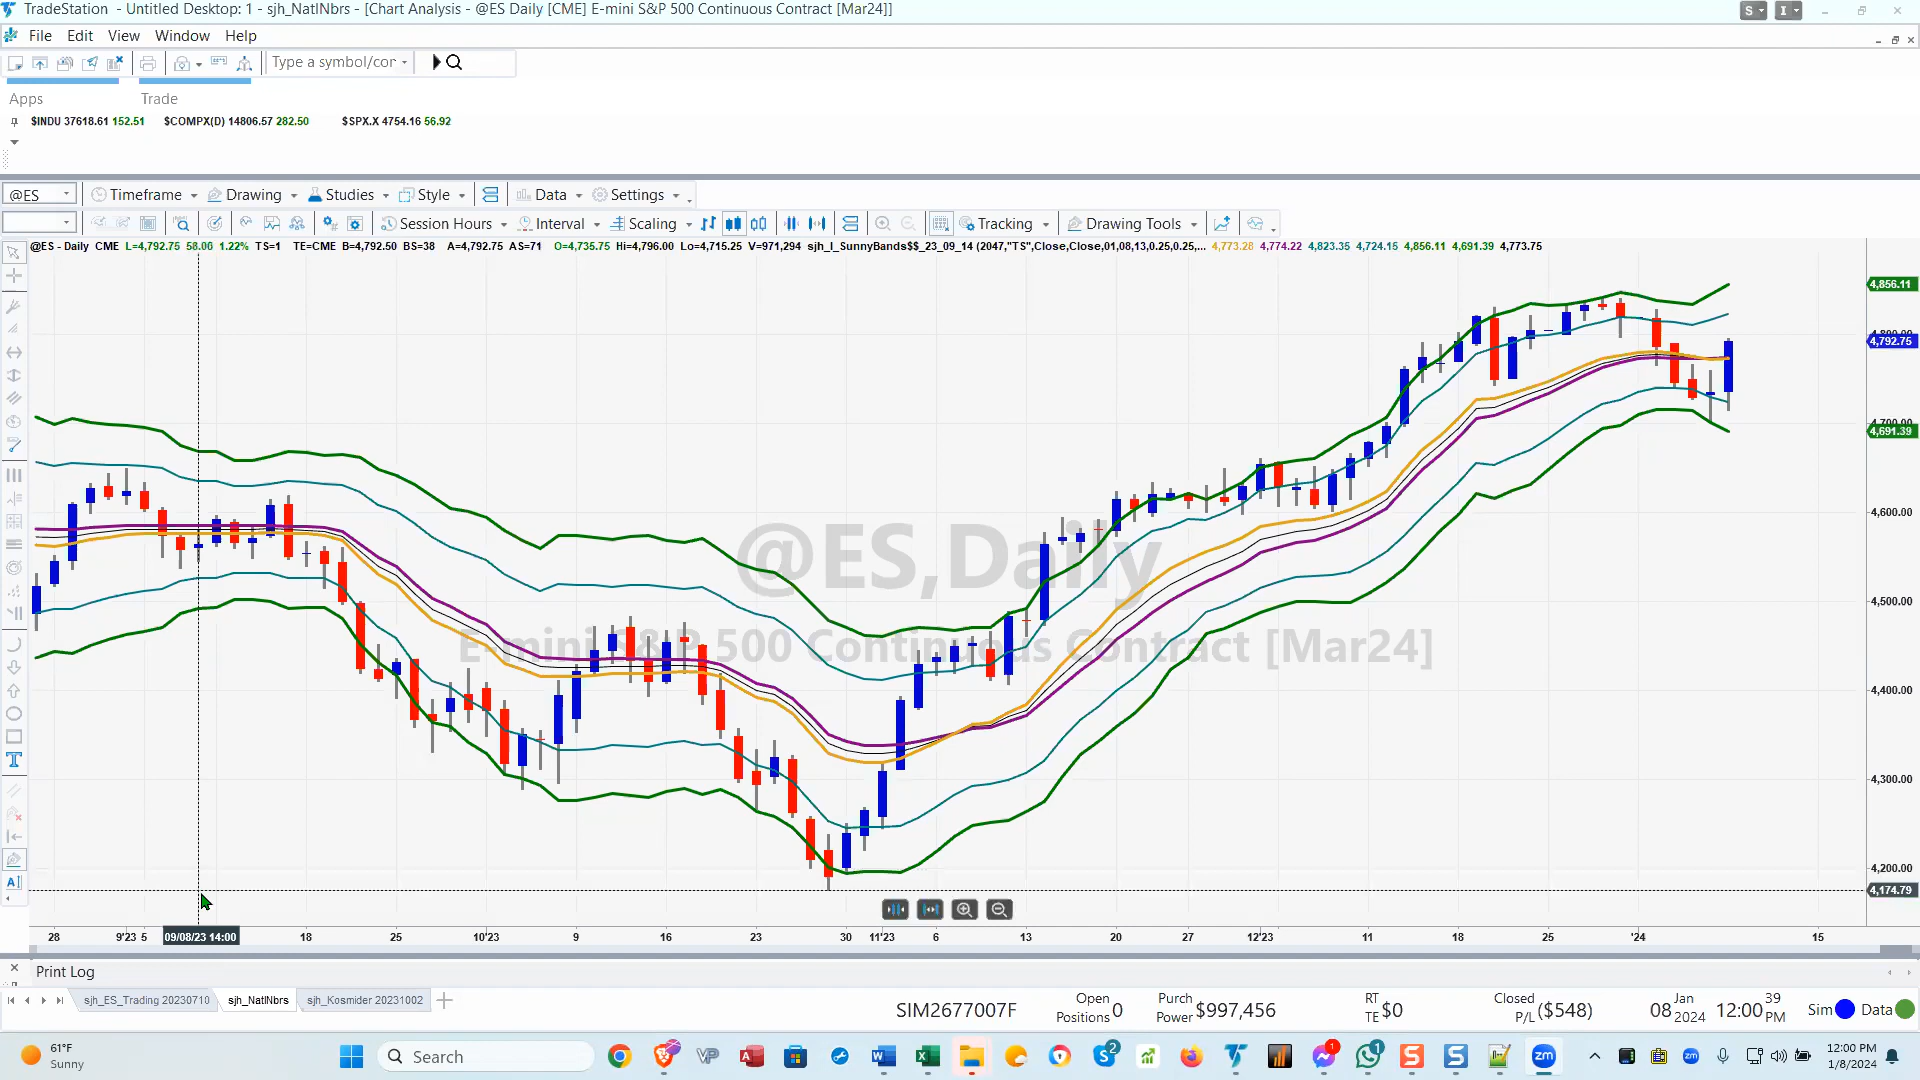 TradeStation - Untitled Desktop: 1 - sjh_NatlNbrs - [Chart Analysis - @ES Daily [CME] E-mini S&P 500 Continuous Contract [Mar24]]
S I
File Edit View Window Help
Type a symbol/cor
Apps Trade
$INDU 37618.61 152.51 $COMPX(D) 14806.57 282.50 $SPX.X 4754.16 56.92
@ES Timeframe Drawing Studies Style Data Settings
Session Hours Interval Scaling Tracking Drawing Tools
@ES - Daily CME L=4,792.75 58.00 1.22% TS=1 TE=CME B=4,792.50 BS=38 A=4,792.75 AS=71 O=4,735.75 Hi=4,796.00 Lo=4,715.25 V=971,294 sjh_I_SunnyBands$$_23_09_14 (2047,"TS",Close,Close,01,08,13,0.25,0.25,... 4,773.28 4,774.22 4,823.35 4,724.15 4,856.11 4,691.39 4,773.75
4,856.11
4,800.00
4,792.75
4,700.00
4,691.39
4,600.00
4,500.00
4,400.00
4,300.00
4,200.00
4,174.79
@ES,Daily
E-mini S&P 500 Continuous Contract [Mar24]
28 9'23 5 09/08/23 14:00 18 25 10'23 9 16 23 30 11'23 6 13 20 27 12'23 11 18 25 '24 15
Print Log
sjh_ES_Trading 20230710 sjh_NatlNbrs sjh_Kosmider 20231002
SIM2677007F Open Positions 0 Purch Power $997,456 RT TE $0 Closed P/L ($548) 08 Jan 2024 12:00 39 PM Sim Data
61°F
Sunny
Search
VP
2
1
1
zm
12:00 PM
1/8/2024